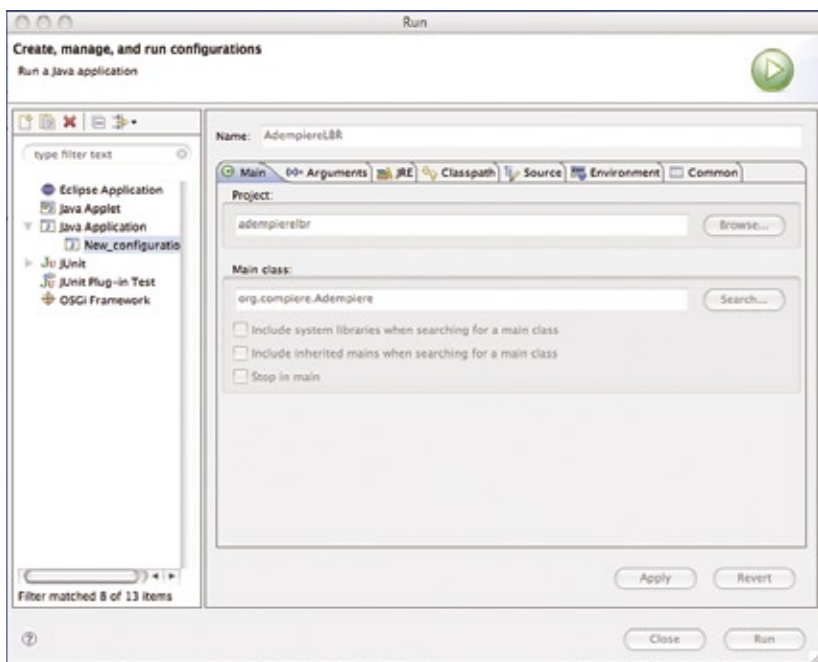 Run
Create, manage, and run configurations
Run a Java application
type filter text
Eclipse Application
Java Applet
Java Application
New_configuratio
JUnit
JUnit Plug-in Test
OSGi Framework
Filter matched 8 of 13 items
Name: AdempiereLBR
Main Arguments JRE Classpath Source Environment Common
Project:
adempierelbr Browse...
Main class:
org.compiere.Adempiere Search...
Include system libraries when searching for a main class
Include inherited mains when searching for a main class
Stop in main
Apply Revert
Close Run